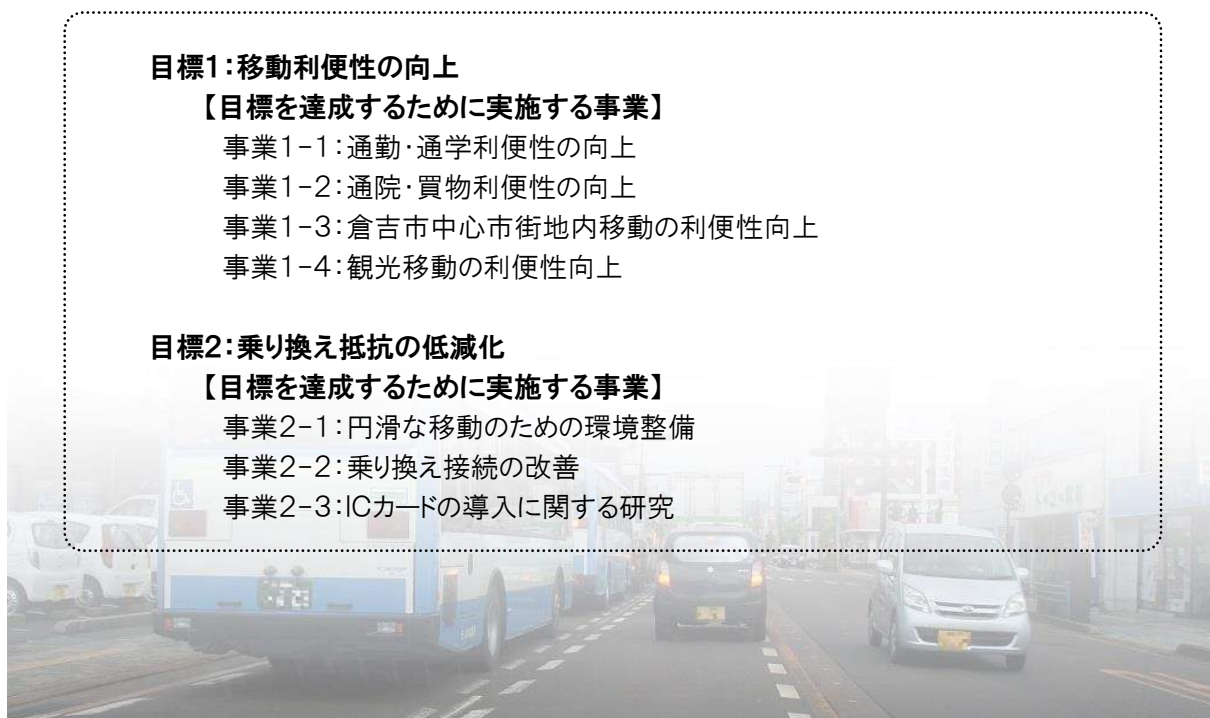 目標1：移動利便性の向上
【目標を達成するために実施する事業】
事業1-1：通勤・通学利便性の向上
事業1-2：通院・買物利便性の向上
事業1-3：倉吉市中心市街地内移動の利便性向上
事業1-4：観光移動の利便性向上
目標2：乗り換え抵抗の低減化
【目標を達成するために実施する事業】
事業2-1：円滑な移動のための環境整備
事業2-2：乗り換え接続の改善
事業2-3：ICカードの導入に関する研究